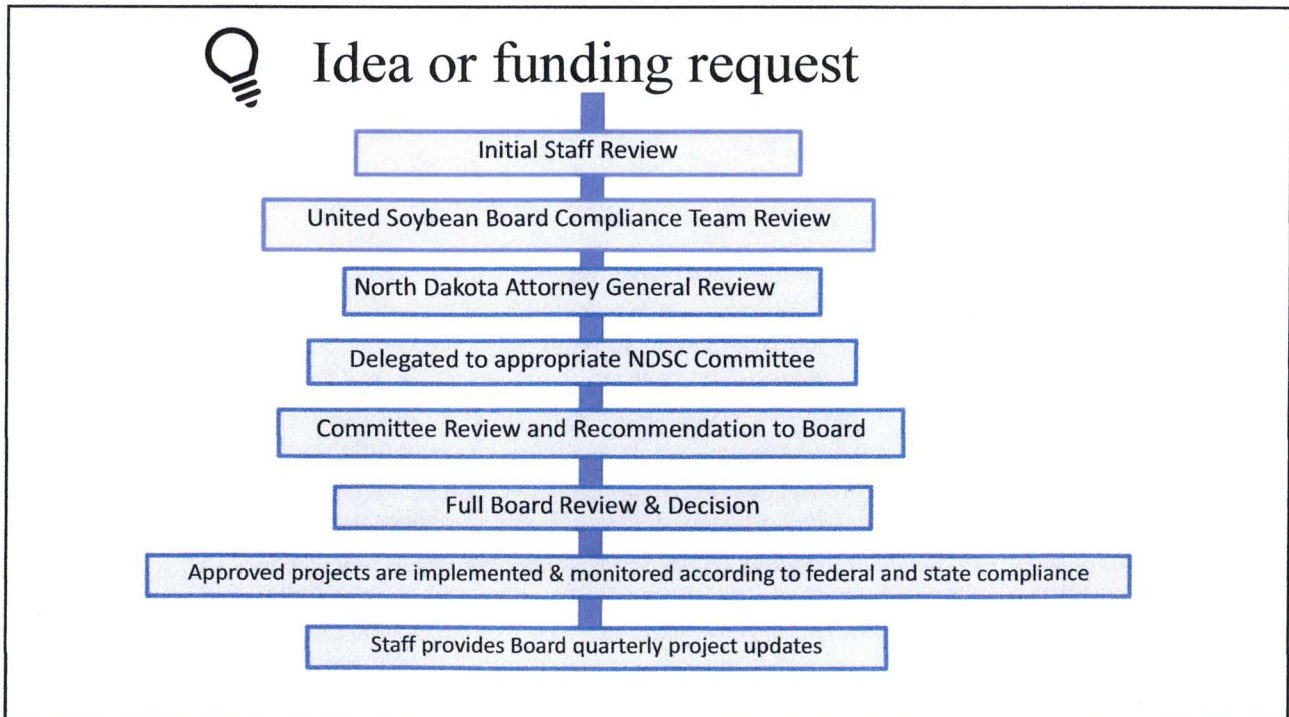 Idea or funding request
Initial Staff Review
United Soybean Board Compliance Team Review
North Dakota Attorney General Review
Delegated to appropriate NDSC Committee
Committee Review and Recommendation to Board
Full Board Review & Decision
Approved projects are implemented & monitored according to federal and state compliance
Staff provides Board quarterly project updates